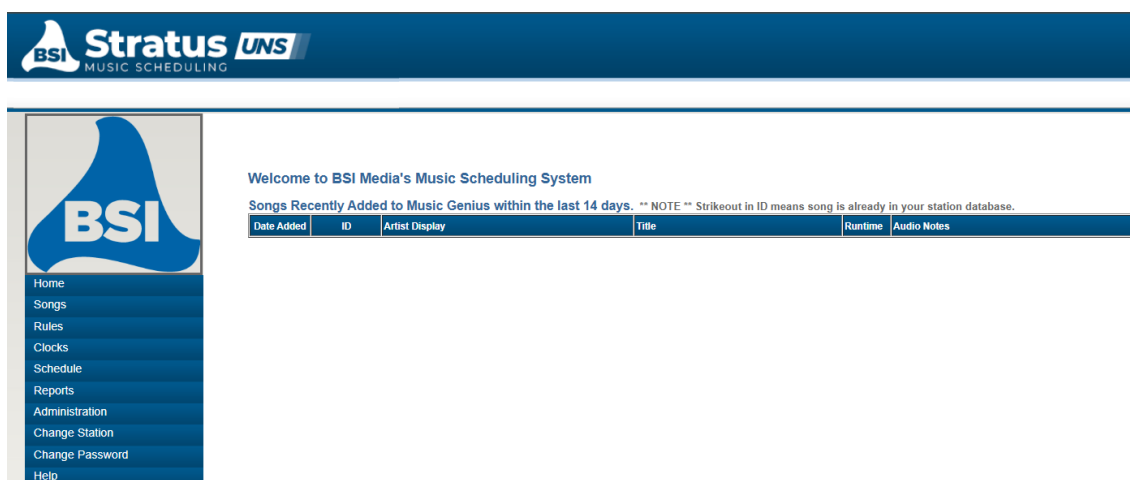 BSI Stratus UNS
MUSIC SCHEDULING
BSI
Welcome to BSI Media's Music Scheduling System
Songs Recently Added to Music Genius within the last 14 days. ** NOTE ** Strikeout in ID means song is already in your station database.
Date Added ID Artist Display Title Runtime Audio Notes
Home
Songs
Rules
Clocks
Schedule
Reports
Administration
Change Station
Change Password
Help